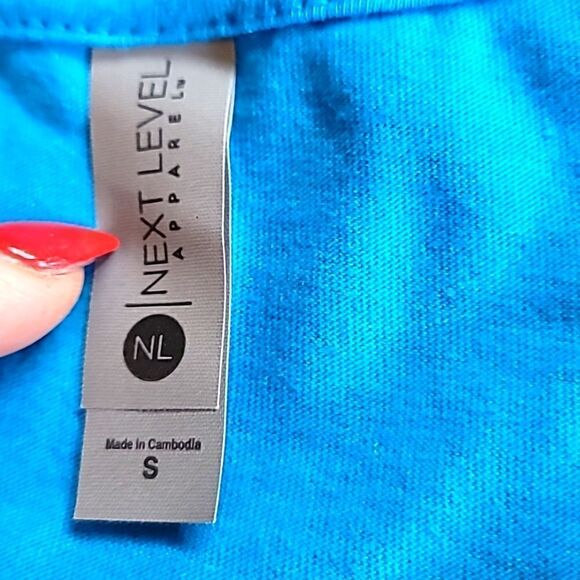 NEXT LEVEL
APPAREL
NL
Made in Cambodia
S